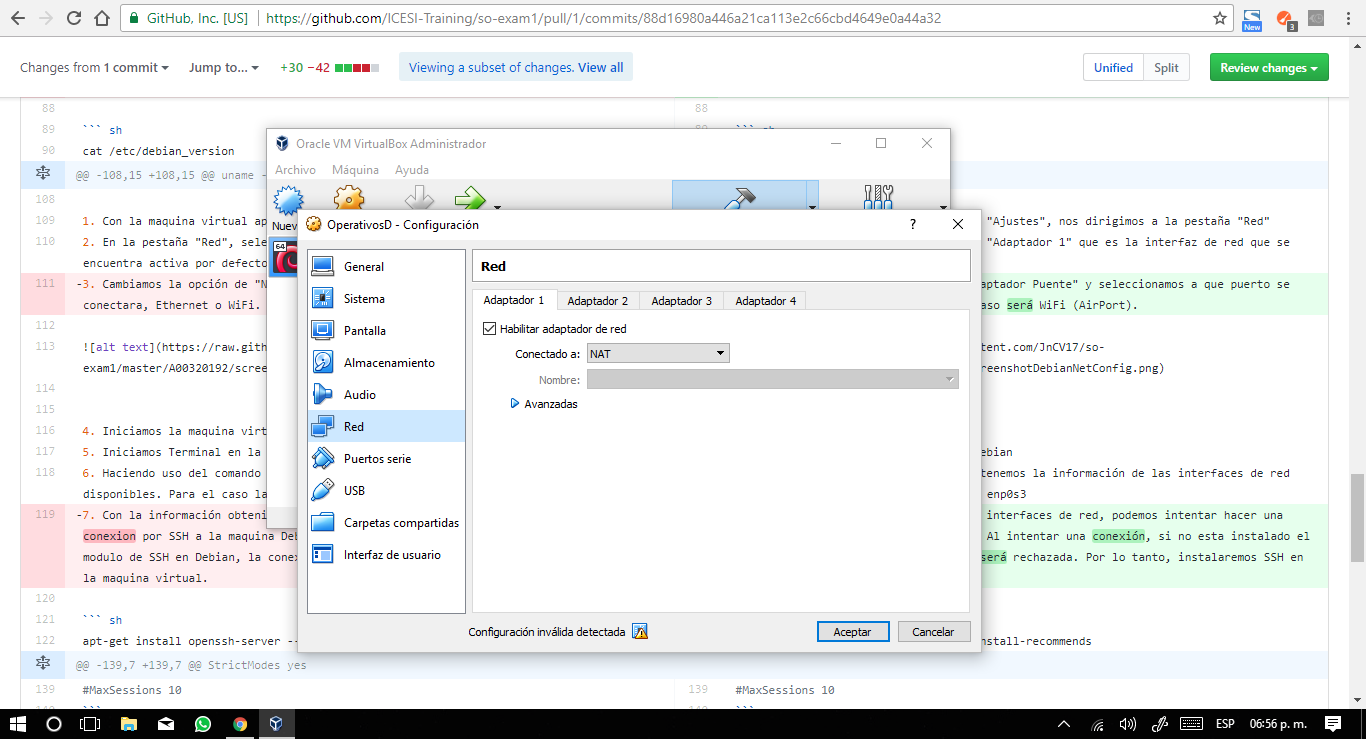 GitHub, Inc. [US]
https://github.com/ICESI-Training/so-exam1/pull/1/commits/88d16980a446a21ca113e2c66cbd4649e0a44a32
New
3
Changes from 1 commit
Jump to...
+30 −42
Viewing a subset of changes. View all
Unified
Split
Review changes
88
88
89 ``` sh
90 cat /etc/debian_version
@@ -108,15 +108,15 @@ uname -
108
109 1. Con la maquina virtual ap
"Ajustes", nos dirigimos a la pestaña "Red"
110 2. En la pestaña "Red", sele
"Adaptador 1" que es la interfaz de red que se
encuentra activa por defecto
111 -3. Cambiamos la opción de "N
aptador Puente" y seleccionamos a que puerto se
conectara, Ethernet o WiFi.
aso será WiFi (AirPort).
112
113 ![alt text](https://raw.gith
tent.com/JnCV17/so-
exam1/master/A00320192/scree
reenshotDebianNetConfig.png)
114
115
116 4. Iniciamos la maquina virt
117 5. Iniciamos Terminal en la
ebian
118 6. Haciendo uso del comando
tenemos la información de las interfaces de red
disponibles. Para el caso la
enp0s3
119 -7. Con la información obteni
interfaces de red, podemos intentar hacer una
conexion por SSH a la maquina Deb
Al intentar una conexión, si no esta instalado el
modulo de SSH en Debian, la conex
será rechazada. Por lo tanto, instalaremos SSH en
la maquina virtual.
120
121 ``` sh
122 apt-get install openssh-server --
nstall-recommends
@@ -139,7 +139,7 @@ StrictModes yes
139 #MaxSessions 10
139 #MaxSessions 10
Oracle VM VirtualBox Administrador
Archivo
Máquina
Ayuda
Nuev
64
OperativosD - Configuración
?
General
Sistema
Pantalla
Almacenamiento
Audio
Red
Puertos serie
USB
Carpetas compartidas
Interfaz de usuario
Red
Adaptador 1
Adaptador 2
Adaptador 3
Adaptador 4
Habilitar adaptador de red
Conectado a: NAT
Nombre:
Avanzadas
Configuración inválida detectada
Aceptar
Cancelar
ESP
06:56 p. m.